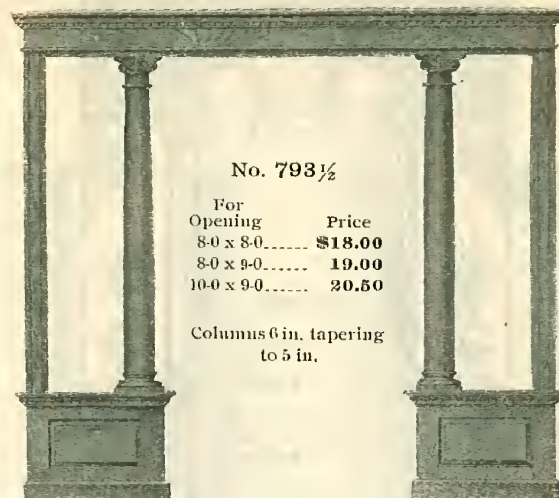 No. 793½
For
Opening Price
8-0 x 8-0...... $18.00
8-0 x 9-0...... 19.00
10-0 x 9-0...... 20.50
Columns 6 in. tapering
to 5 in.